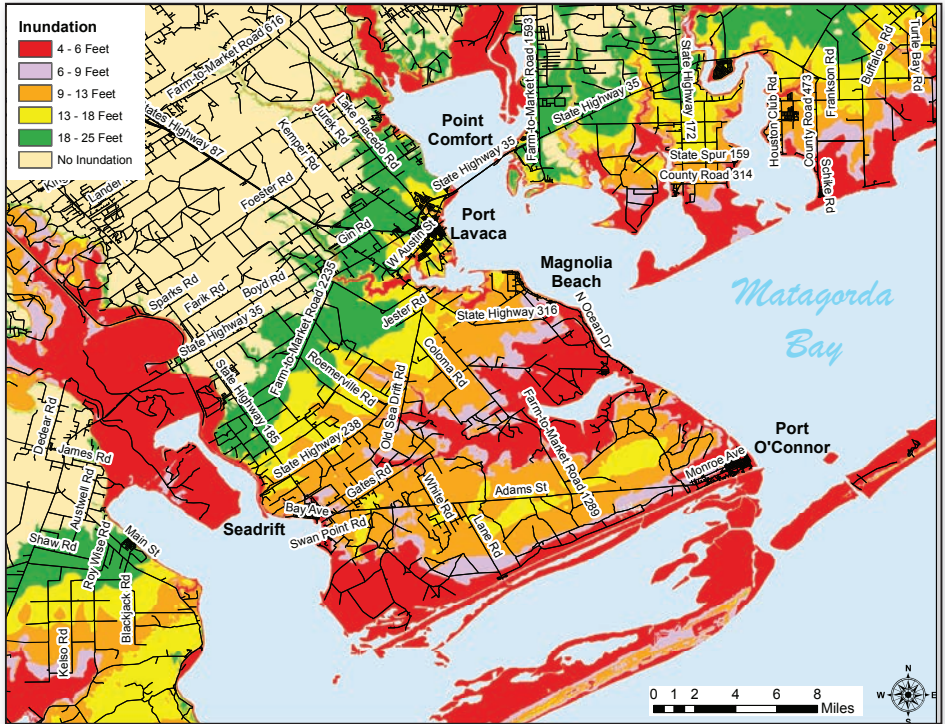 Inundation
4 - 6 Feet
6 - 9 Feet
9 - 13 Feet
13 - 18 Feet
18 - 25 Feet
No Inundation
Farm-to-Market Road 616
Highway 87
Lander
Kemper Rd
Jurek Rd
Lake Placedo Rd
Foester Rd
Point
Comfort
State Highway 35
Farm-to-Market Road 1593
State Highway 35
State Highway 172
State Spur 159
County Road 314
Houston Club Rd
County Road 473
Frankson Rd
Schike Rd
Buffaloe Rd
Turtle Bay Rd
Port
Lavaca
Gin Rd
W Austin St
Magnolia
Beach
N Ocean Dr
Matagorda
Bay
Sparks Rd
Farik Rd
Boyd Rd
State Highway 35
Farm-to-Market Road 2235
Jester Rd
State Highway 316
Coloma Rd
Roemerville Rd
Old Sea Drift Rd
State Highway 185
State Highway 238
Farm-to-Market Road 1289
Port
O'Connor
Monroe Ave
Adams St
Gates Rd
White Rd
Lane Rd
Bay Ave
Swan Point Rd
Seadrift
Dedear Rd
James Rd
Austwell Rd
Roy Wise Rd
Main St
Shaw Rd
Blackjack Rd
Kelso Rd
0 1 2 4 6 8
Miles
N
W E
S